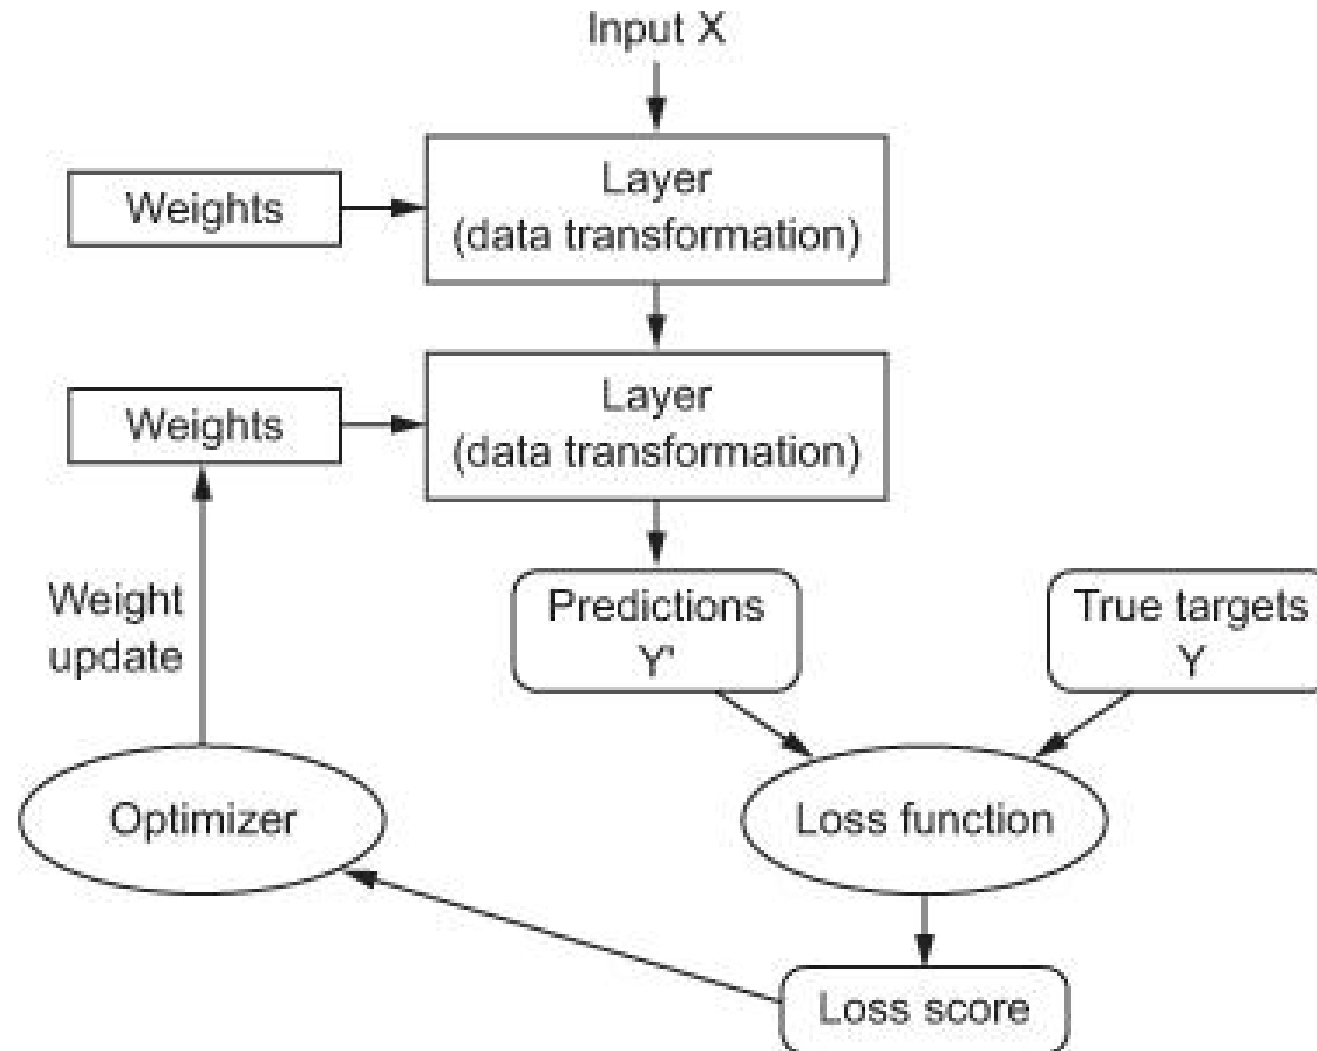 Input X
Weights
Layer
(data transformation)
Weights
Layer
(data transformation)
Weight
update
Predictions
Y'
True targets
Y
Optimizer
Loss function
Loss score